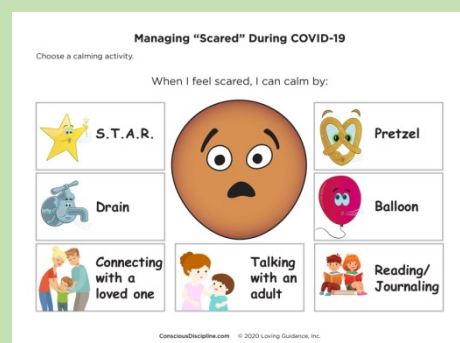 Managing “Scared” During COVID-19
Choose a calming activity.
When I feel scared, I can calm by:
S.T.A.R.
Pretzel
Drain
Balloon
Connecting
with a
loved one
Talking
with an
adult
Reading/
Journaling
ConsciousDiscipline.com © 2020 Loving Guidance, Inc.